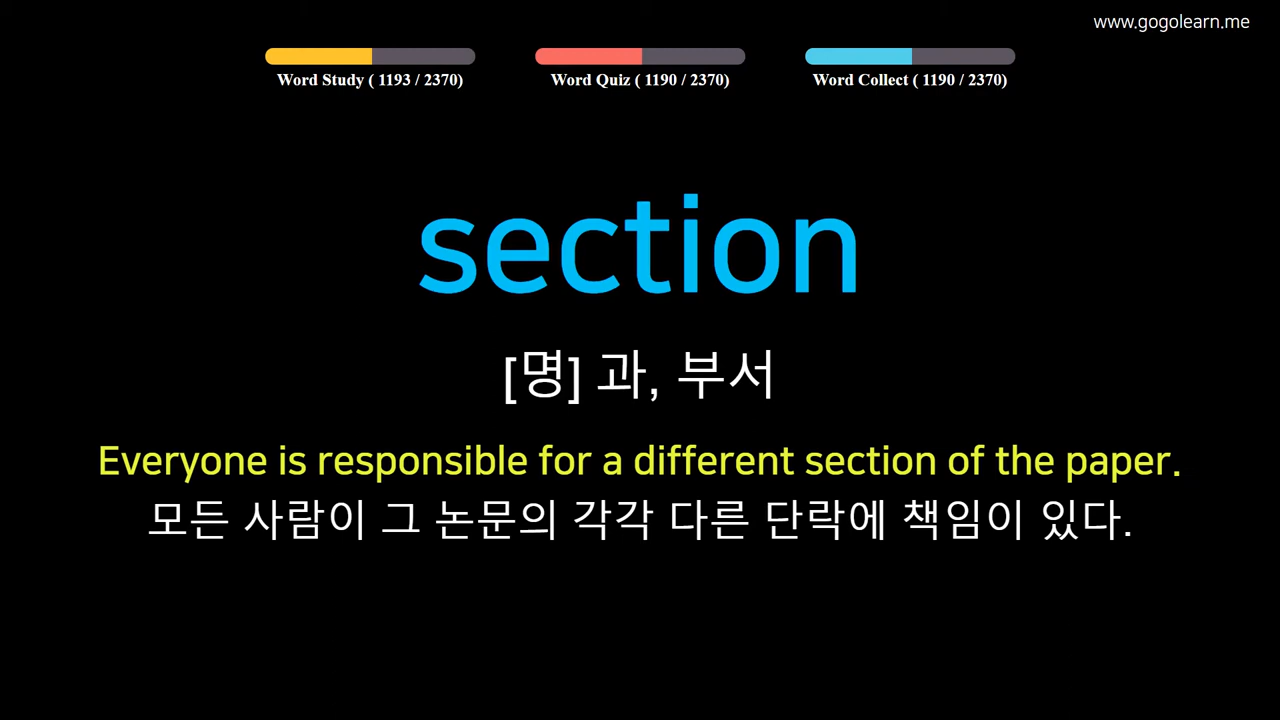 www.gogolearn.me
Word Study ( 1193 / 2370) Word Quiz ( 1190 / 2370) Word Collect ( 1190 / 2370)
section
[명] 과, 부서
Everyone is responsible for a different section of the paper.
모든 사람이 그 논문의 각각 다른 단락에 책임이 있다.